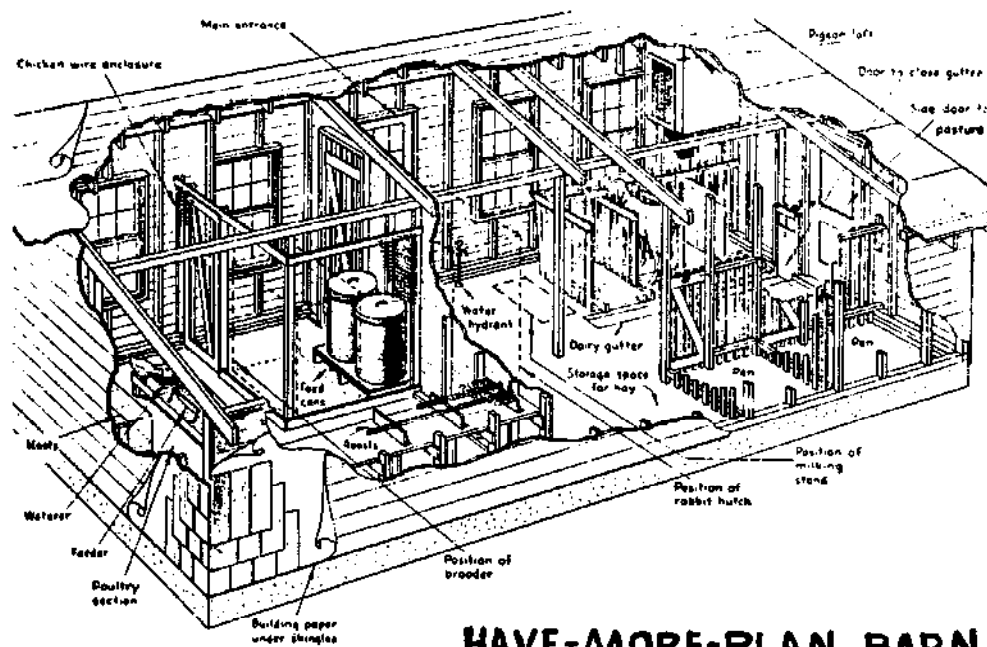 Main entrance
Chicken wire enclosure
Pigeon loft
Door to close gutter
Side door to
pasture
Water
hydrant
Dairy gutter
Feed
cans
Storage space
for hay
Pen
Pen
Roosts
Waterer
Feeder
Poultry
section
Position of
milking
stand
Position of
rabbit hutch
Position of
brooder
Building paper
under shingles
HAVE-MORE-PLAN BARN